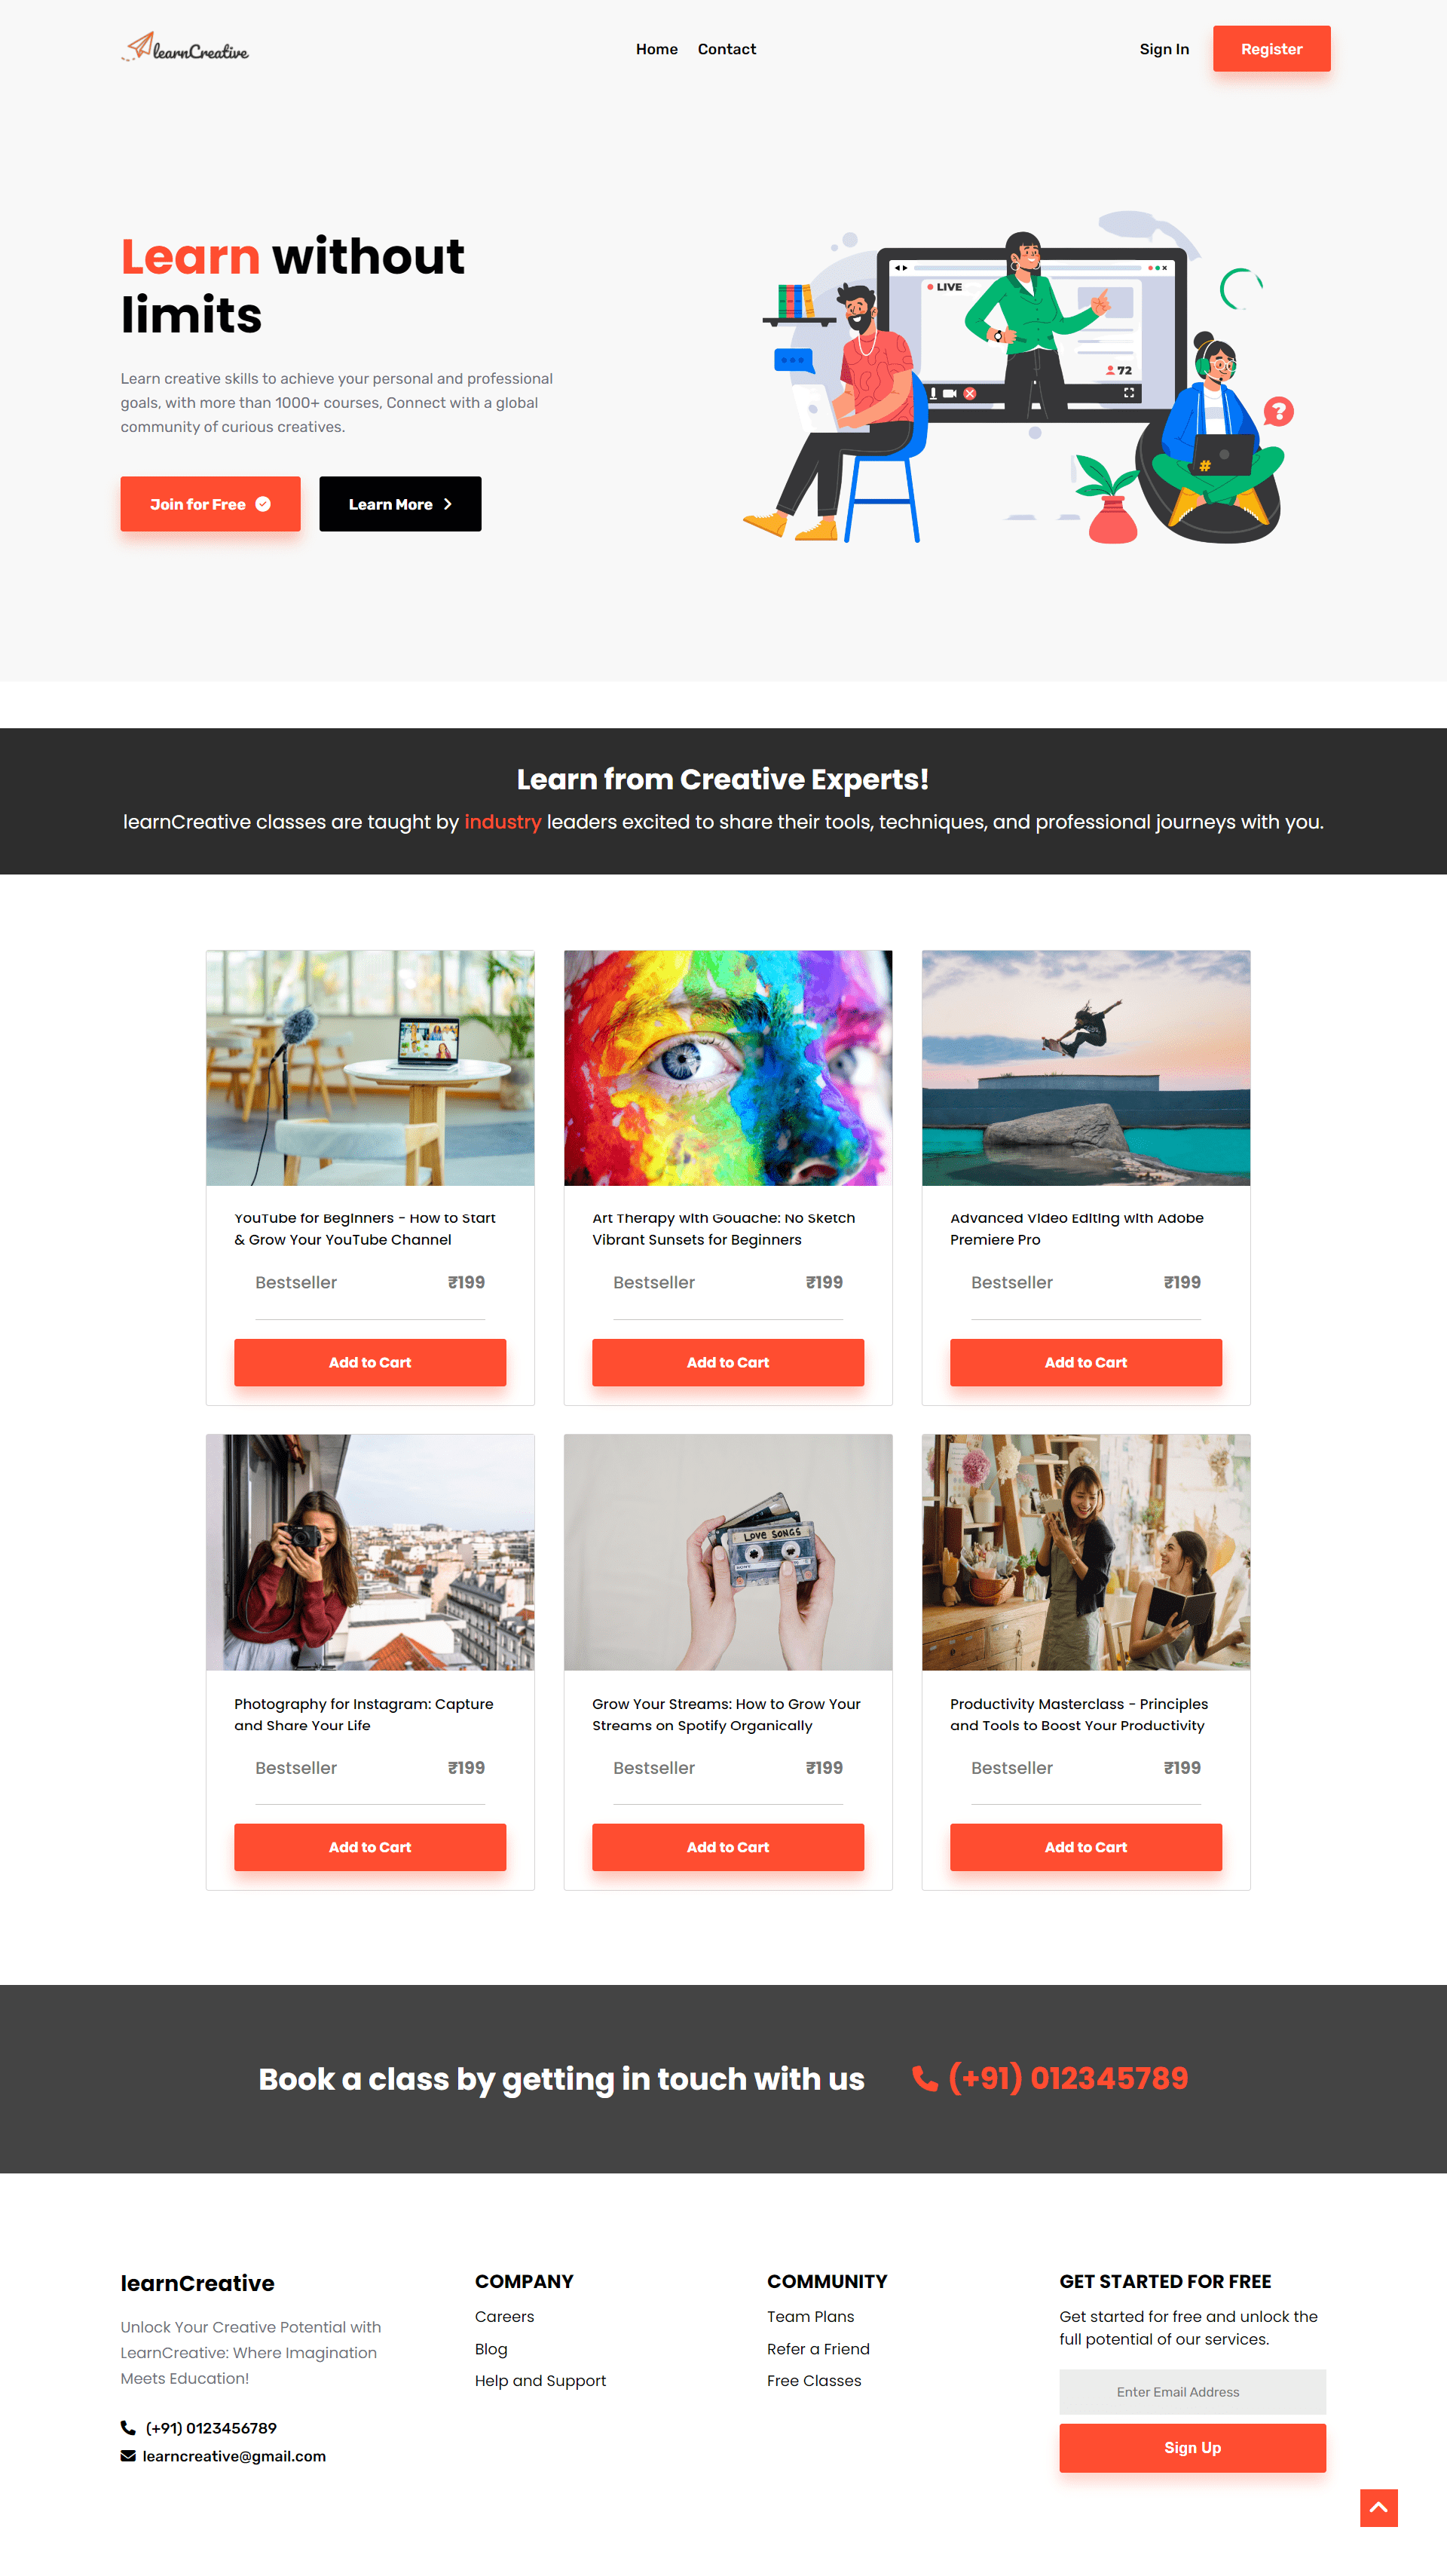 learnCreative
Home Contact
Sign In
Register
Learn without
limits
Learn creative skills to achieve your personal and professional
goals, with more than 1000+ courses, Connect with a global
community of curious creatives.
Join for Free
Learn More
LIVE
72
?
#
Learn from Creative Experts!
learnCreative classes are taught by industry leaders excited to share their tools, techniques, and professional journeys with you.
YouTube for Beginners - How to Start
& Grow Your YouTube Channel
Bestseller ₹199
Add to Cart
Art Therapy with Gouache: No Sketch
Vibrant Sunsets for Beginners
Bestseller ₹199
Add to Cart
Advanced Video Editing with Adobe
Premiere Pro
Bestseller ₹199
Add to Cart
Photography for Instagram: Capture
and Share Your Life
Bestseller ₹199
Add to Cart
LOVE SONGS
Grow Your Streams: How to Grow Your
Streams on Spotify Organically
Bestseller ₹199
Add to Cart
Productivity Masterclass - Principles
and Tools to Boost Your Productivity
Bestseller ₹199
Add to Cart
Book a class by getting in touch with us
(+91) 012345789
learnCreative
Unlock Your Creative Potential with
LearnCreative: Where Imagination
Meets Education!
(+91) 0123456789
learncreative@gmail.com
COMPANY
Careers
Blog
Help and Support
COMMUNITY
Team Plans
Refer a Friend
Free Classes
GET STARTED FOR FREE
Get started for free and unlock the
full potential of our services.
Enter Email Address
Sign Up